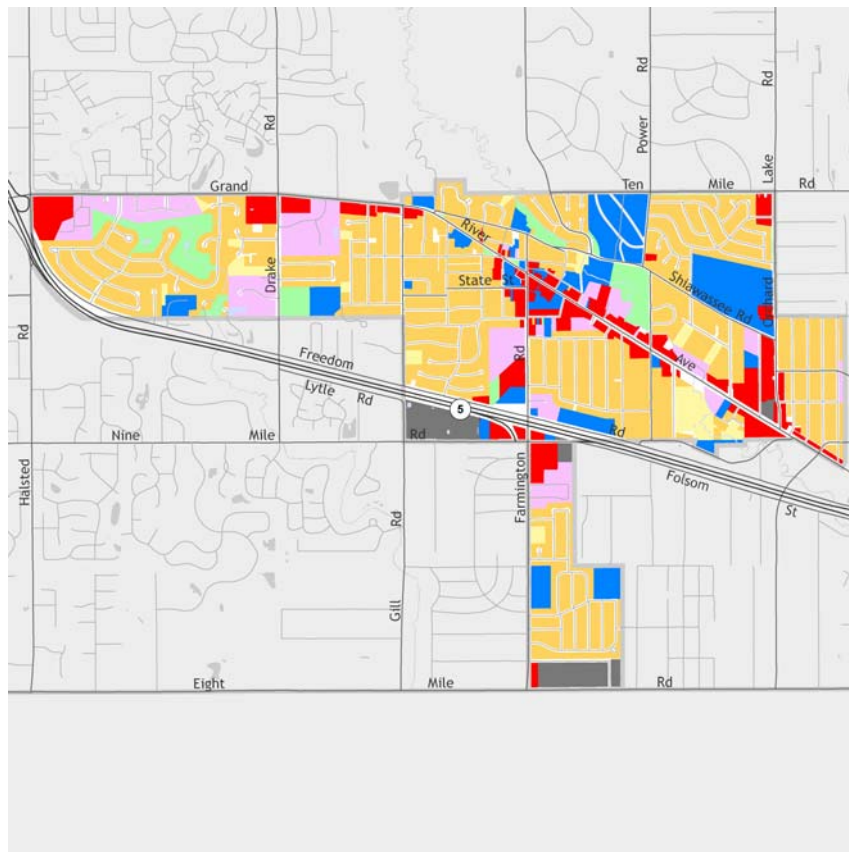 Rd
Power
Rd
Lake
Rd
Grand
Ten
Mile
Rd
River
Drake
State St
Shiawassee Rd
Orchard
Rd
Rd
Ave
Freedom
Lytle
Rd
5
Nine
Mile
Rd
Rd
Halsted
Farmington
Folsom
St
Rd
Gill
Eight
Mile
Rd